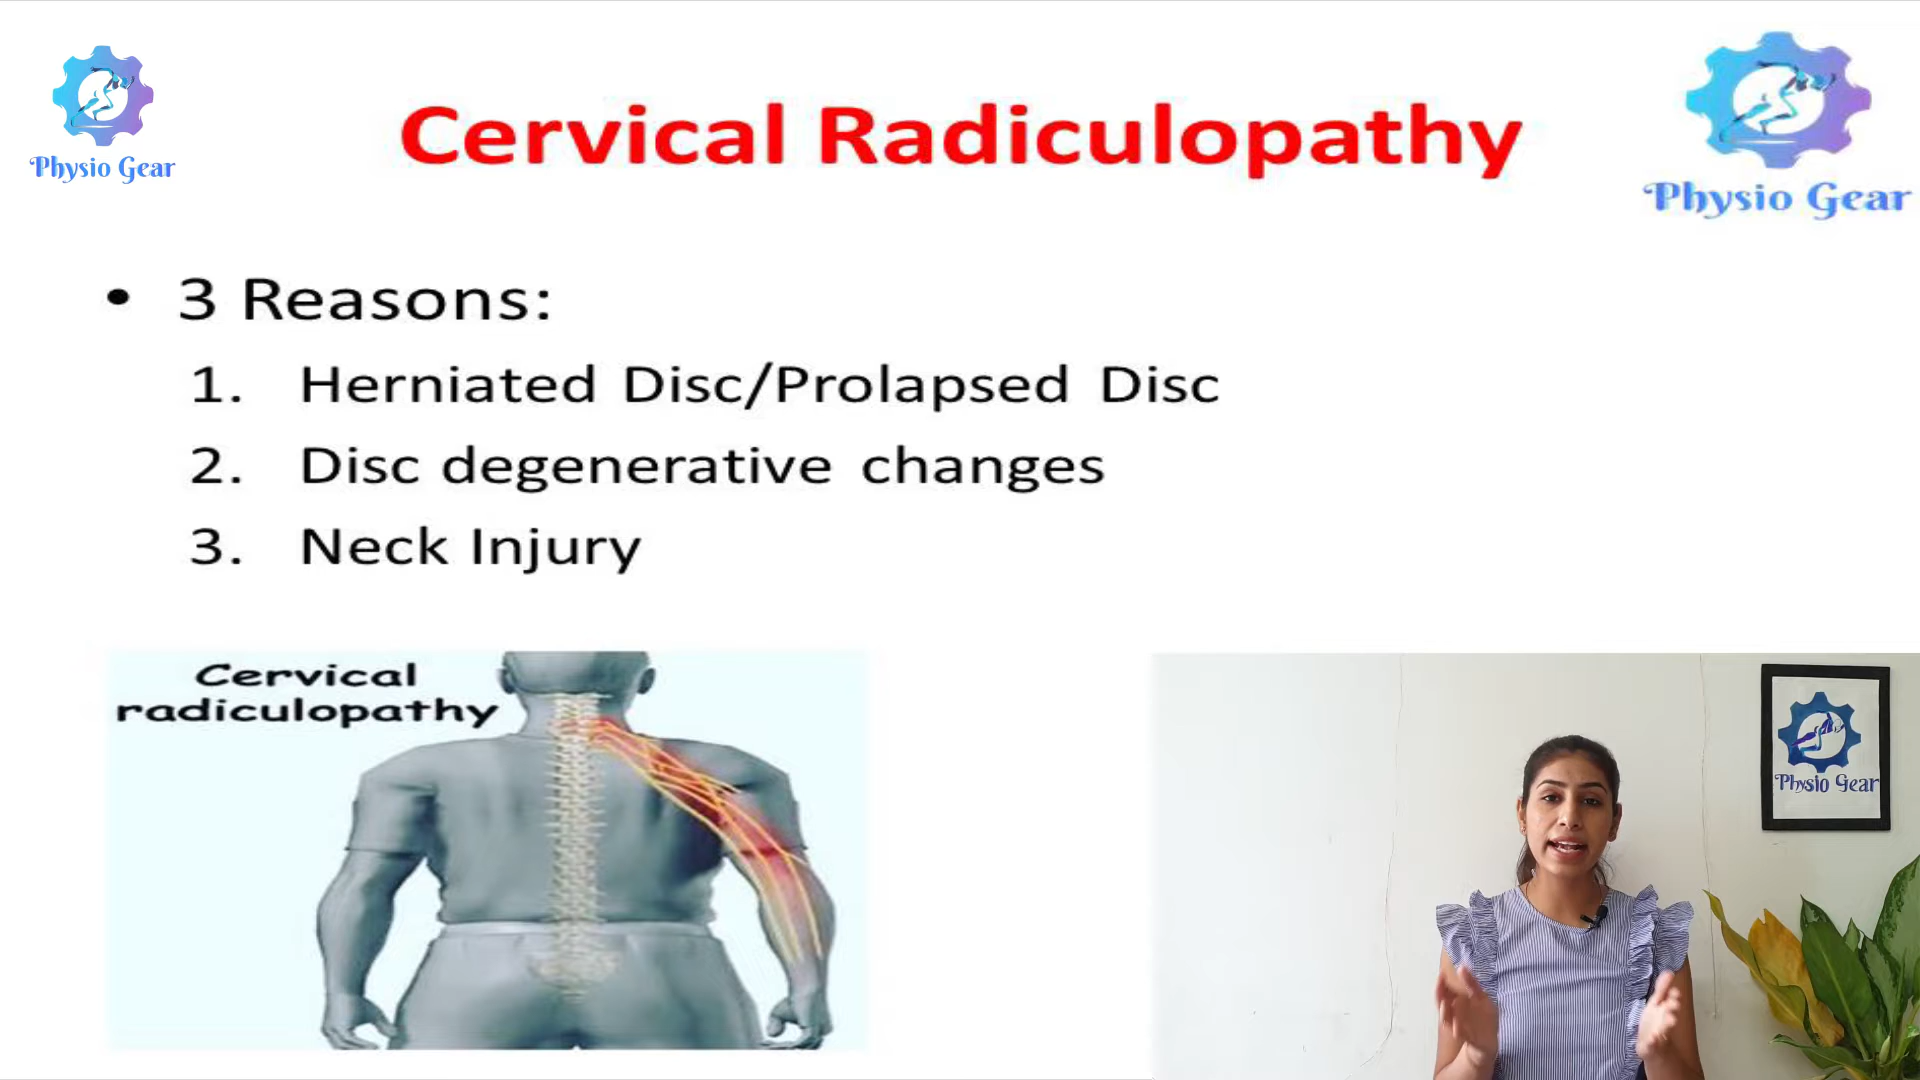 Physio Gear
Cervical Radiculopathy
Physio Gear
• 3 Reasons:
1. Herniated Disc/Prolapsed Disc
2. Disc degenerative changes
3. Neck Injury
Cervical
radiculopathy
Physio Gear